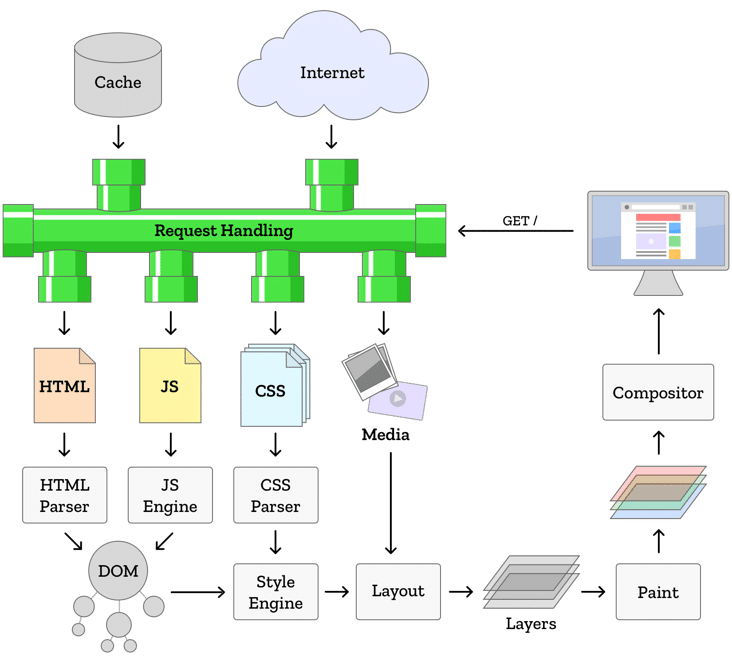 Cache
Internet
Request Handling
GET /
HTML
JS
CSS
Media
Compositor
HTML
Parser
JS
Engine
CSS
Parser
DOM
Style
Engine
Layout
Layers
Paint